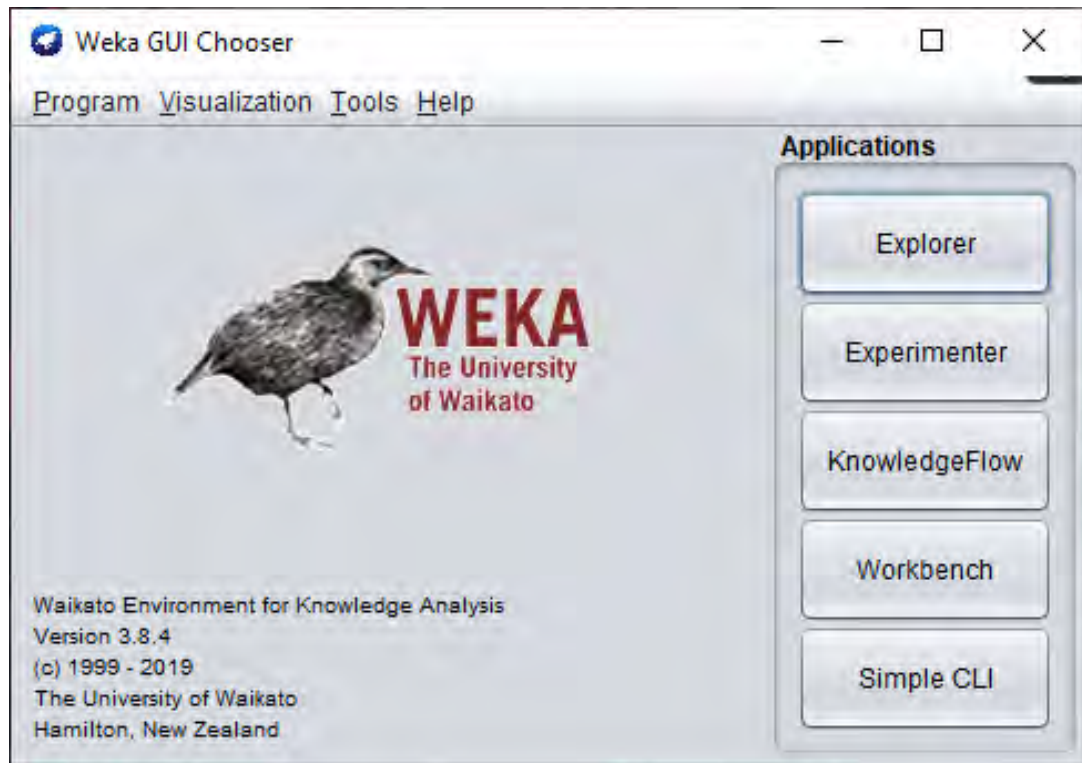 Weka GUI Chooser
Program Visualization Tools Help
Applications
Explorer
Experimenter
KnowledgeFlow
Workbench
Simple CLI
WEKA
The University
of Waikato
Waikato Environment for Knowledge Analysis
Version 3.8.4
(c) 1999 - 2019
The University of Waikato
Hamilton, New Zealand